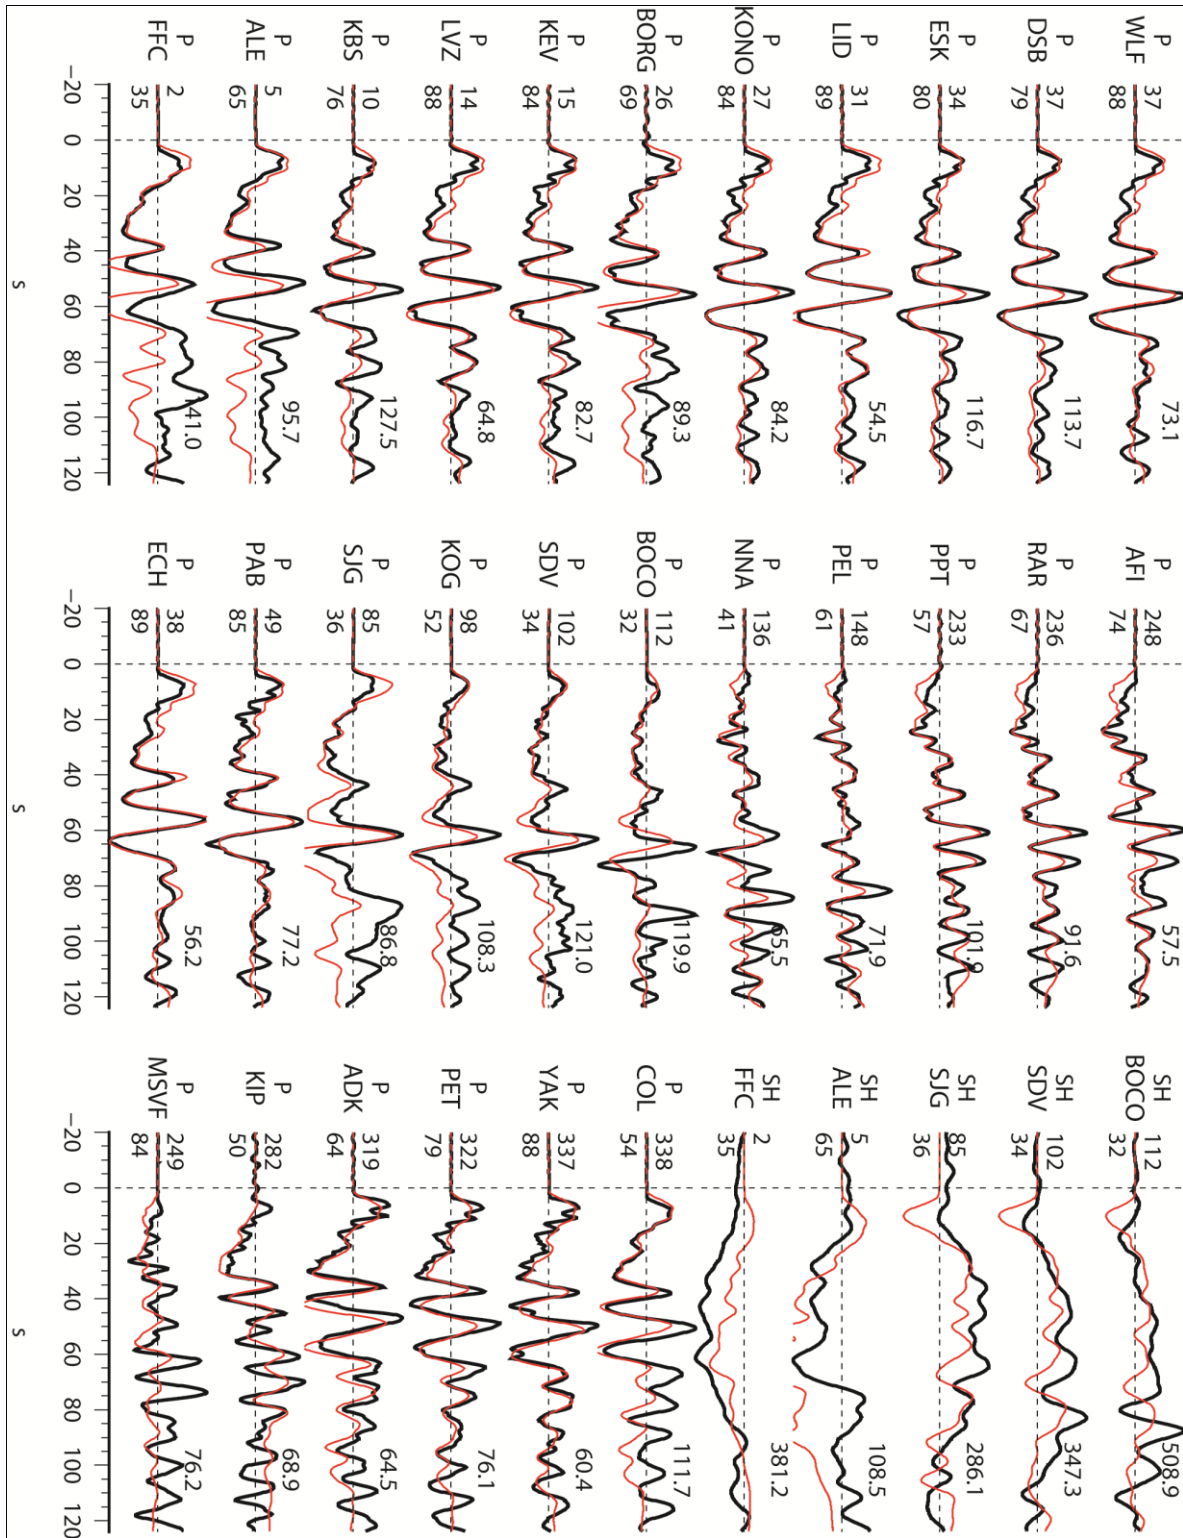 P
WLF
37
88
73.1
P
DSB
37
79
113.7
P
ESK
34
80
116.7
P
LID
31
89
54.5
P
KONO
27
84
84.2
P
BORG
26
69
89.3
P
KEV
15
84
82.7
P
LVZ
14
88
64.8
P
KBS
10
76
127.5
P
ALE
5
65
95.7
P
FFC
2
35
141.0
−20 0 20 40 60 80 100 120
s
P
AFI
248
74
57.5
P
RAR
236
67
91.6
P
PPT
233
57
101.9
P
PEL
148
61
71.9
P
NNA
136
41
65.5
P
BOCO
112
32
119.9
P
SDV
102
34
121.0
P
KOG
98
52
108.3
P
SJG
85
36
86.8
P
PAB
49
85
77.2
P
ECH
38
89
56.2
−20 0 20 40 60 80 100 120
s
SH
BOCO
112
32
508.9
SH
SDV
102
34
347.3
SH
SJG
85
36
286.1
SH
ALE
5
65
108.5
SH
FFC
2
35
381.2
P
COL
338
54
111.7
P
YAK
337
88
60.4
P
PET
322
79
76.1
P
ADK
319
64
64.5
P
KIP
282
50
68.9
P
MSVF
249
84
76.2
−20 0 20 40 60 80 100 120
s